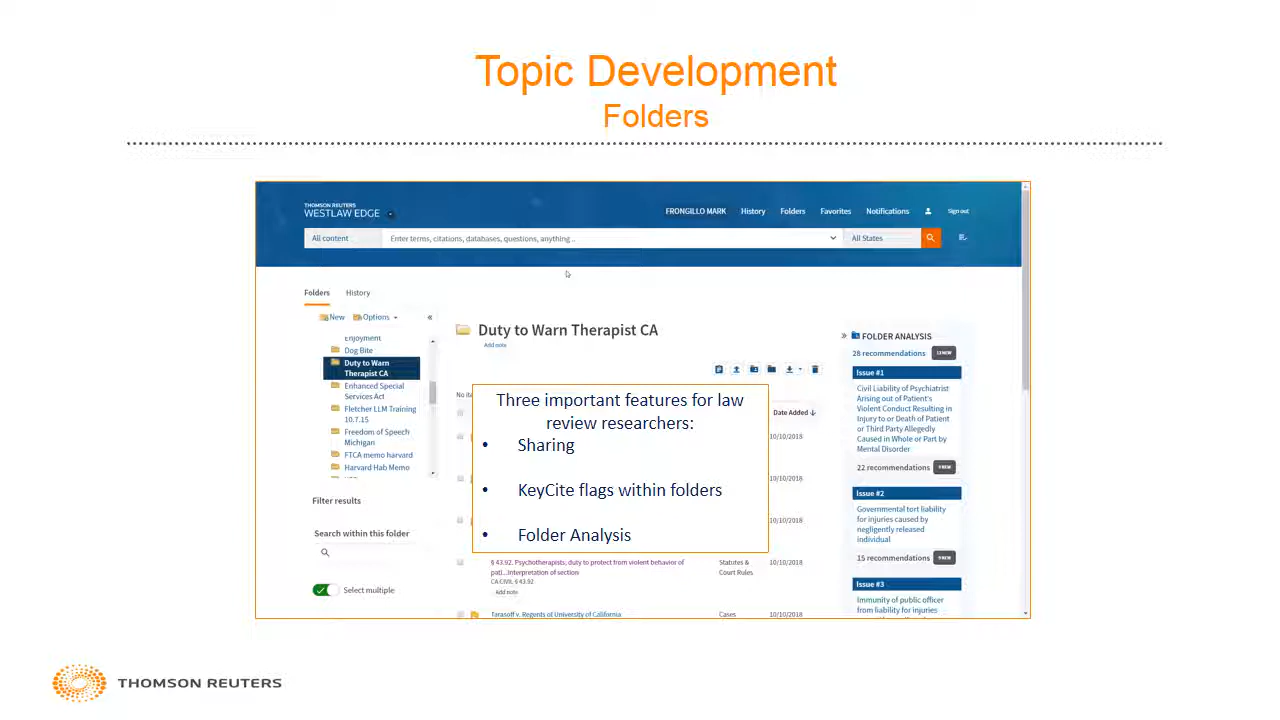 Topic Development
Folders
THOMSON REUTERS
WESTLAW EDGE
FRONGILLO MARK
History
Folders
Favorites
Notifications
Sign out
All content
Enter terms, citations, databases, questions, anything ..
All States
Folders
History
New
Options
Enjoyment
Dog Bite
Duty to Warn
Therapist CA
Enhanced Special
Services Act
Fletcher LLM Training
10.7.15
Freedom of Speech
Michigan
FTCA memo harvard
Harvard Hab Memo
Filter results
Search within this folder
Select multiple
Duty to Warn Therapist CA
Add note
Three important features for law
review researchers:
• Sharing
• KeyCite flags within folders
• Folder Analysis
Date Added
10/10/2018
10/10/2018
10/10/2018
§ 43.92. Psychotherapists; duty to protect from violent behavior of
pati...Interpretation of section
CA CIVIL § 43.92
Add note
Statutes &
Court Rules
10/10/2018
Tarasoff v. Regents of University of California
Cases
10/10/2018
FOLDER ANALYSIS
28 recommendations
Issue #1
Civil Liability of Psychiatrist
Arising out of Patient's
Violent Conduct Resulting in
Injury to or Death of Patient
or Third Party Allegedly
Caused in Whole or Part by
Mental Disorder
22 recommendations
Issue #2
Governmental tort liability
for injuries caused by
negligently released
individual
15 recommendations
Issue #3
Immunity of public officer
from liability for injuries
THOMSON REUTERS